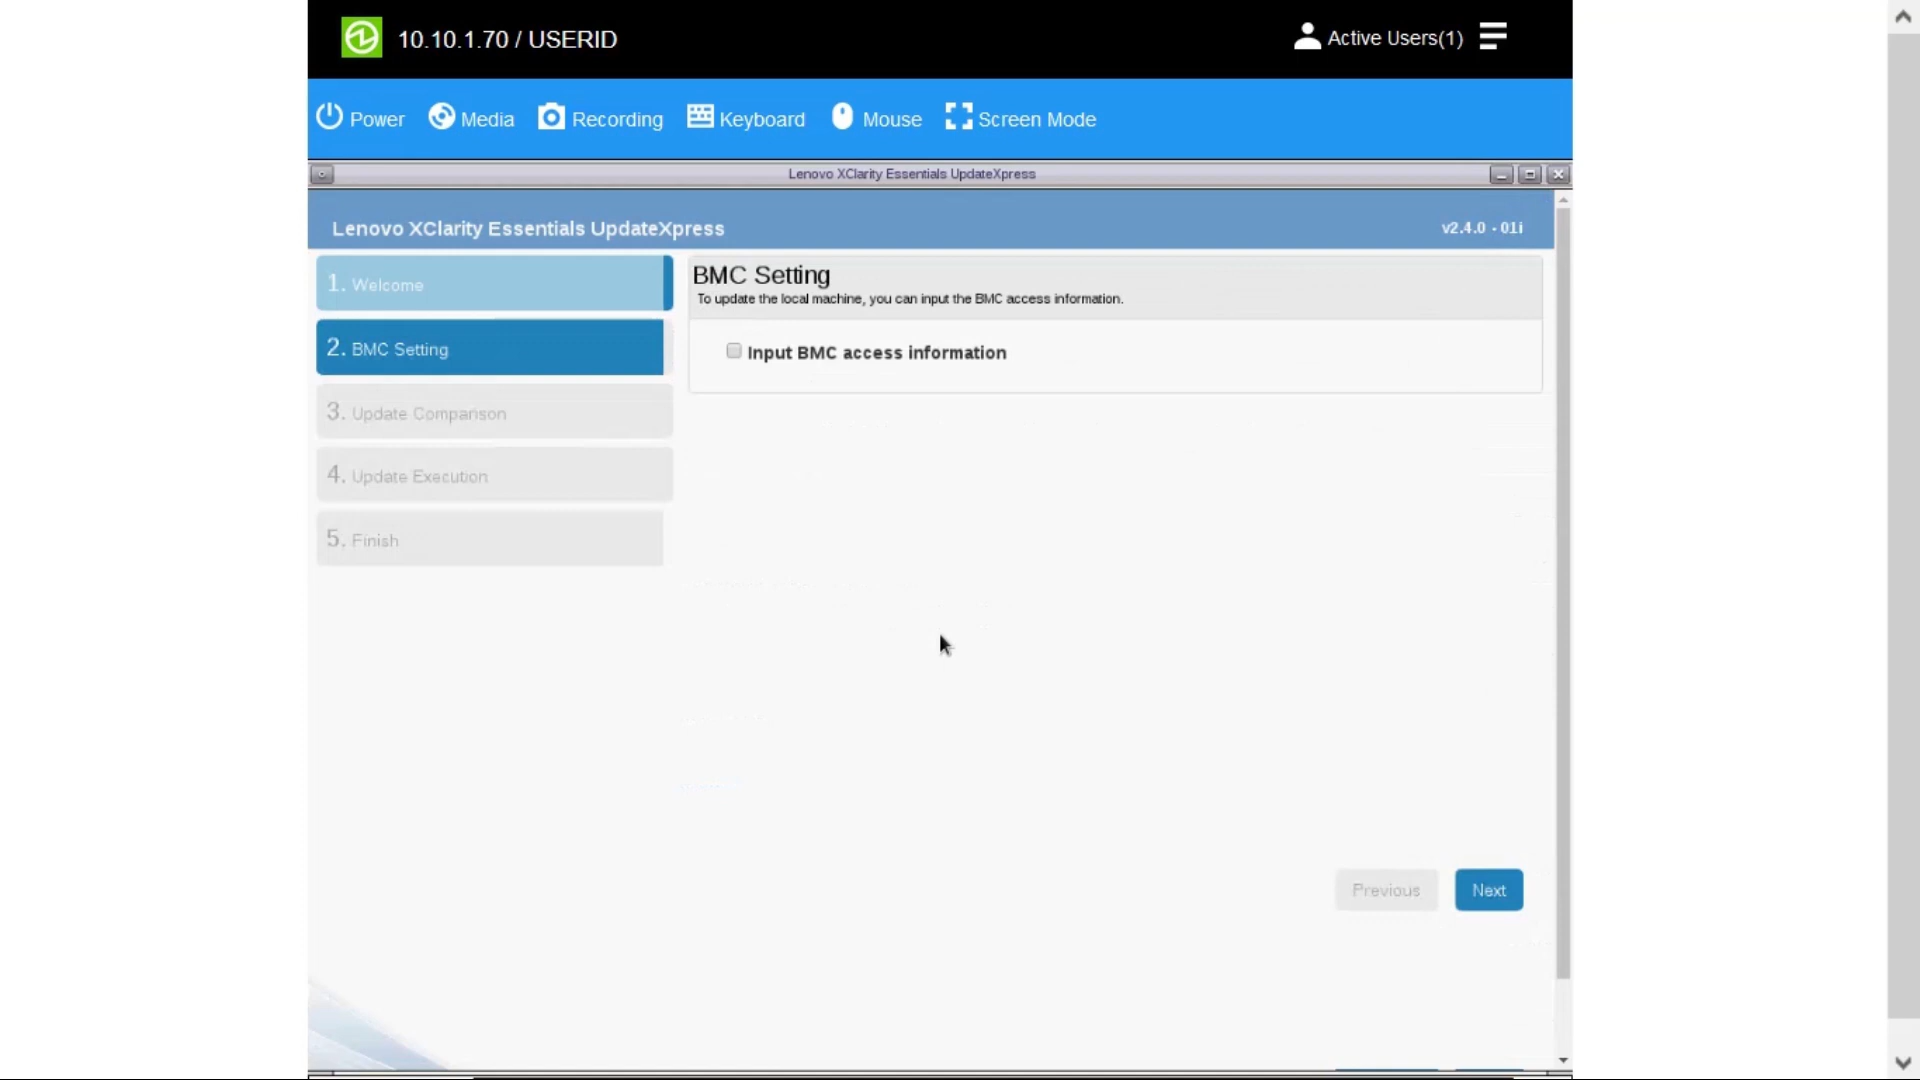 10.10.1.70 / USERID
Active Users(1)
Power Media Recording Keyboard Mouse Screen Mode
Lenovo XClarity Essentials UpdateXpress
Lenovo XClarity Essentials UpdateXpress
v2.4.0 - 01i
1. Welcome
2. BMC Setting
3. Update Comparison
4. Update Execution
5. Finish
BMC Setting
To update the local machine, you can input the BMC access information.
Input BMC access information
Previous Next